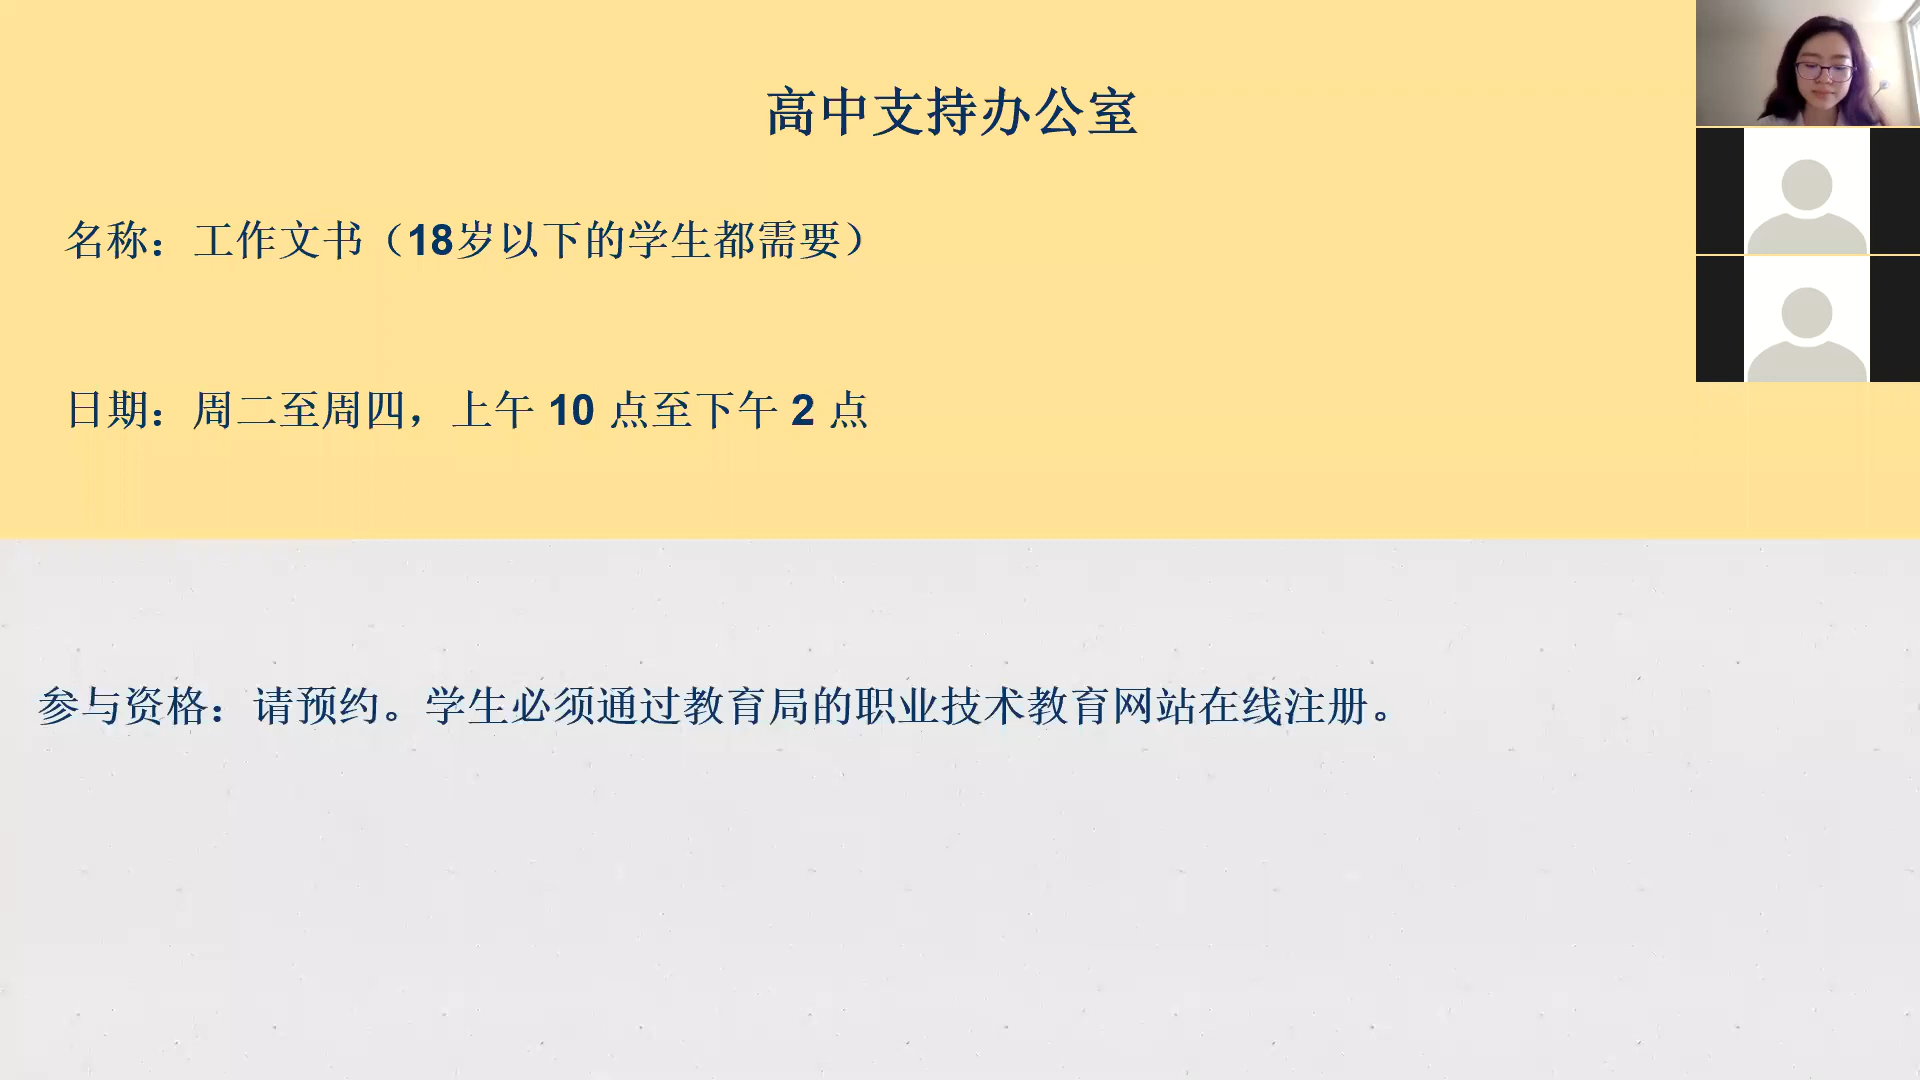 高中支持办公室
名称：工作文书（18岁以下的学生都需要）
日期：周二至周四，上午 10 点至下午 2 点
参与资格：请预约。学生必须通过教育局的职业技术教育网站在线注册。